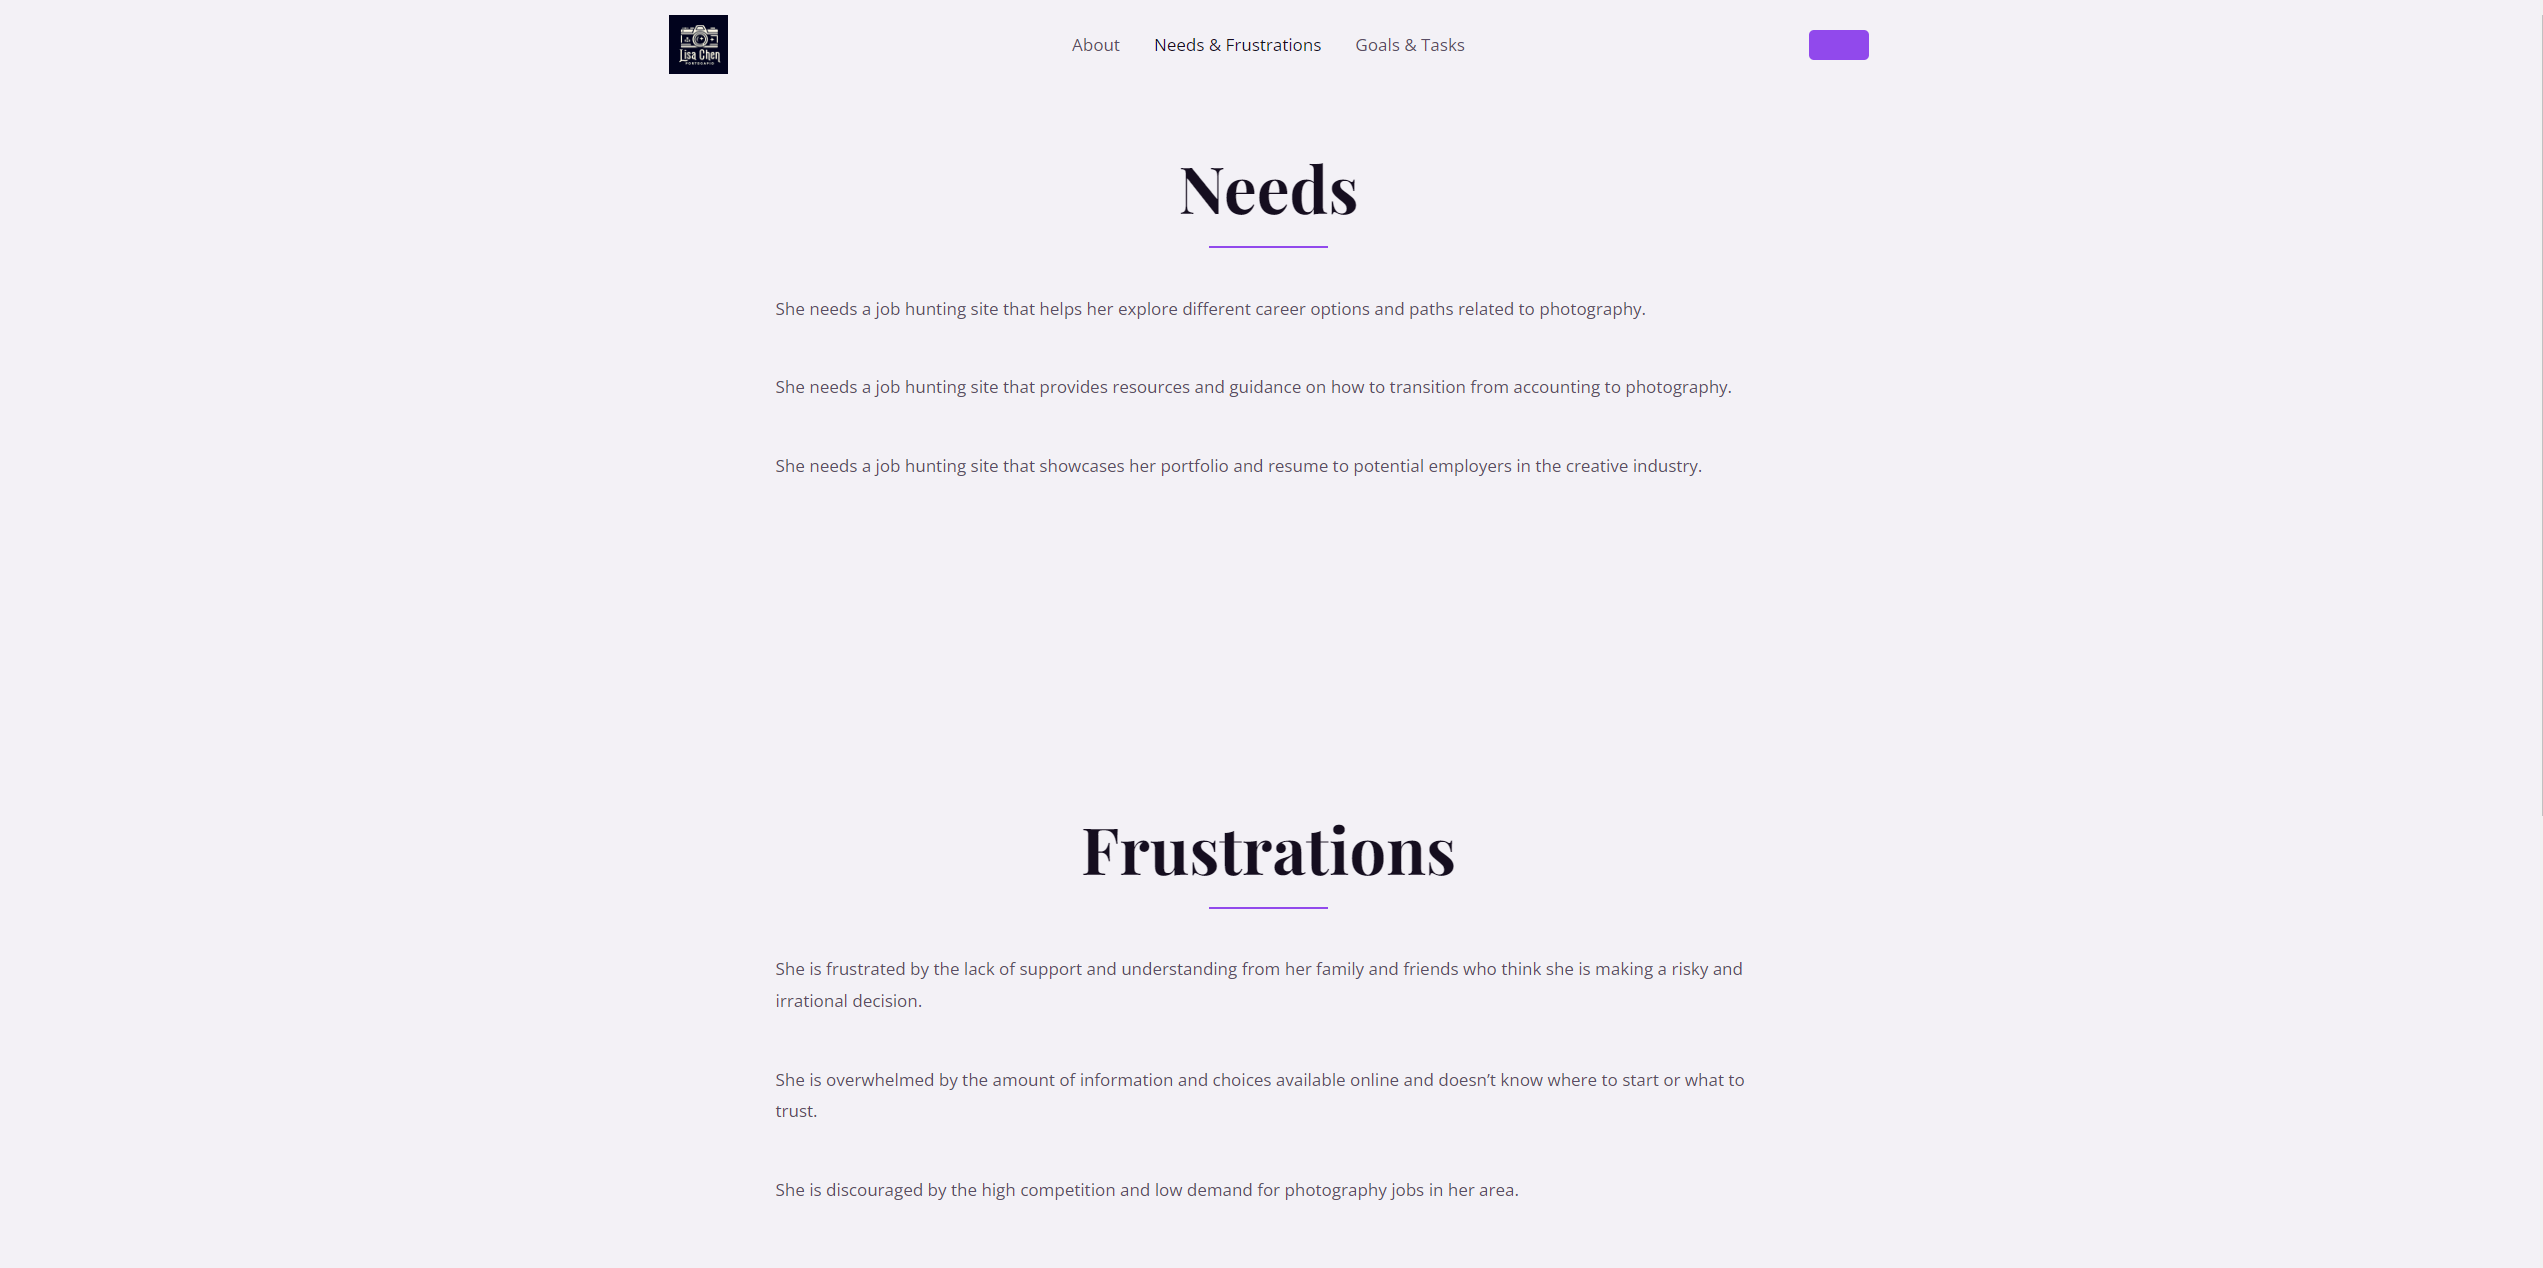 Lisa Chen
About
Needs & Frustrations
Goals & Tasks
Needs
She needs a job hunting site that helps her explore different career options and paths related to photography.
She needs a job hunting site that provides resources and guidance on how to transition from accounting to photography.
She needs a job hunting site that showcases her portfolio and resume to potential employers in the creative industry.
Frustrations
She is frustrated by the lack of support and understanding from her family and friends who think she is making a risky and
irrational decision.
She is overwhelmed by the amount of information and choices available online and doesn’t know where to start or what to
trust.
She is discouraged by the high competition and low demand for photography jobs in her area.